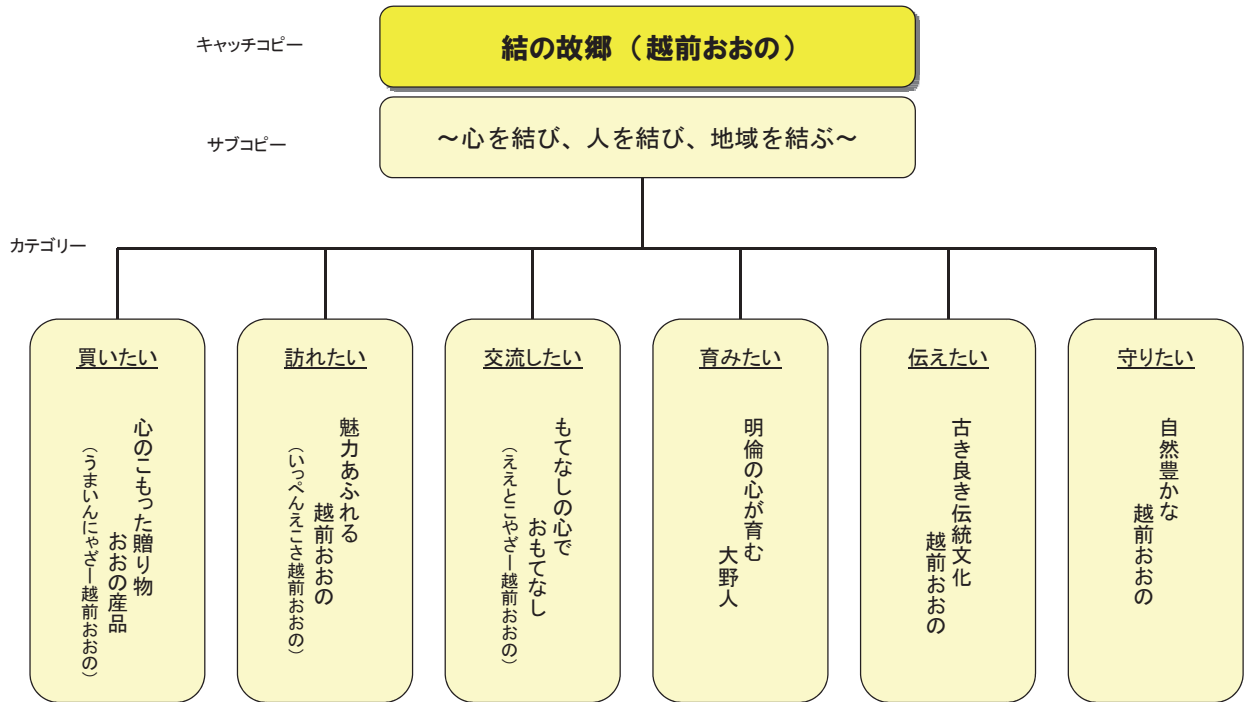 キャッチコピー
結の故郷（越前おおの）
サブコピー
～心を結び、人を結び、地域を結ぶ～
カテゴリー
買いたい
心のこもった贈り物
おおの産品
（うまいんにゃざー越前おおの）
訪れたい
魅力あふれる
越前おおの
（いっぺんえこさ越前おおの）
交流したい
もてなしの心で
おもてなし
（ええとこやざー越前おおの）
育みたい
明倫の心が育む
大野人
伝えたい
古き良き伝統文化
越前おおの
守りたい
自然豊かな
越前おおの